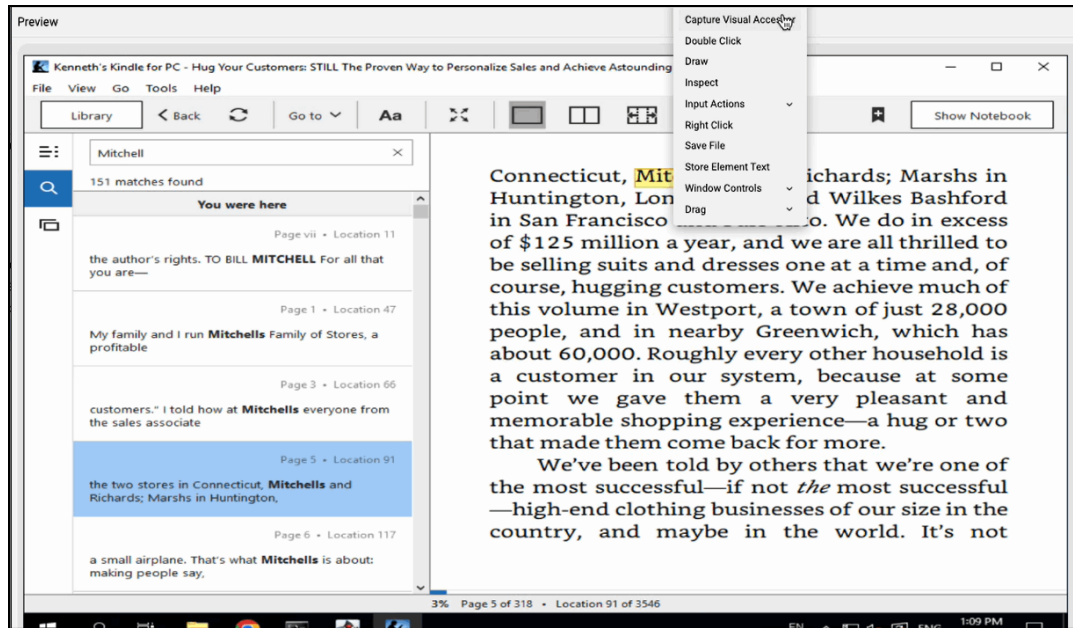 Preview
Kenneth's Kindle for PC - Hug Your Customers: STILL The Proven Way to Personalize Sales and Achieve Astounding
File View Go Tools Help
Library
Back
Go to
Aa
Show Notebook
Capture Visual
Double Click
Draw
Inspect
Input Actions
Right Click
Save File
Store Element Text
Window Controls
Drag
Mitchell
151 matches found
You were here
Page vii • Location 11
the author's rights. TO BILL MITCHELL For all that
you are—
Page 1 • Location 47
My family and I run Mitchells Family of Stores, a
profitable
Page 3 • Location 66
customers." I told how at Mitchells everyone from
the sales associate
Page 5 • Location 91
the two stores in Connecticut, Mitchells and
Richards; Marshs in Huntington,
Page 6 • Location 117
a small airplane. That's what Mitchells is about:
making people say,
Connecticut, Mit ichards; Marshs in
Huntington, Lon d Wilkes Bashford
in San Francisco o. We do in excess
of $125 million a year, and we are all thrilled to
be selling suits and dresses one at a time and, of
course, hugging customers. We achieve much of
this volume in Westport, a town of just 28,000
people, and in nearby Greenwich, which has
about 60,000. Roughly every other household is
a customer in our system, because at some
point we gave them a very pleasant and
memorable shopping experience—a hug or two
that made them come back for more.
We've been told by others that we're one of
the most successful—if not the most successful
—high-end clothing businesses of our size in the
country, and maybe in the world. It's not
3% Page 5 of 318 • Location 91 of 3546
EN
ENG
1:09 PM